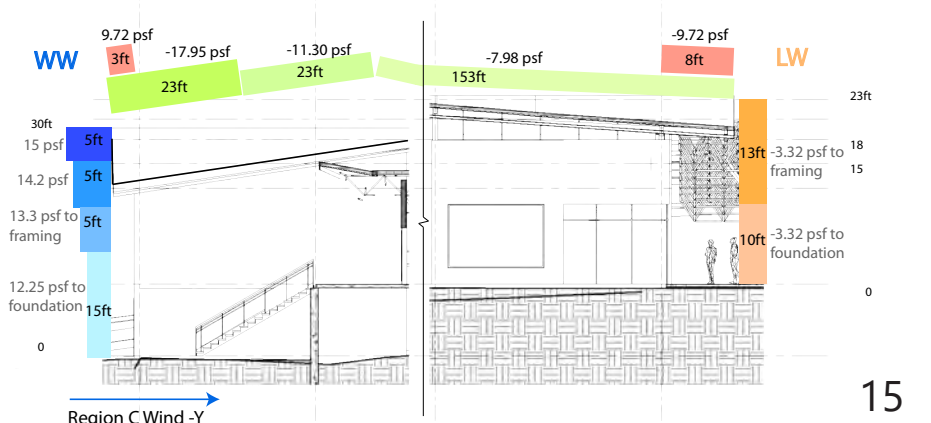 9.72 psf
-9.72 psf
-17.95 psf
-11.30 psf
-7.98 psf
WW
3ft
8ft
LW
23ft
23ft
153ft
23ft
30ft
15 psf
5ft
14.2 psf
5ft
13.3 psf to
framing
5ft
12.25 psf to
foundation
15ft
0
13ft
-3.32 psf to
framing
18
15
10ft
-3.32 psf to
foundation
0
Region C Wind -Y
15